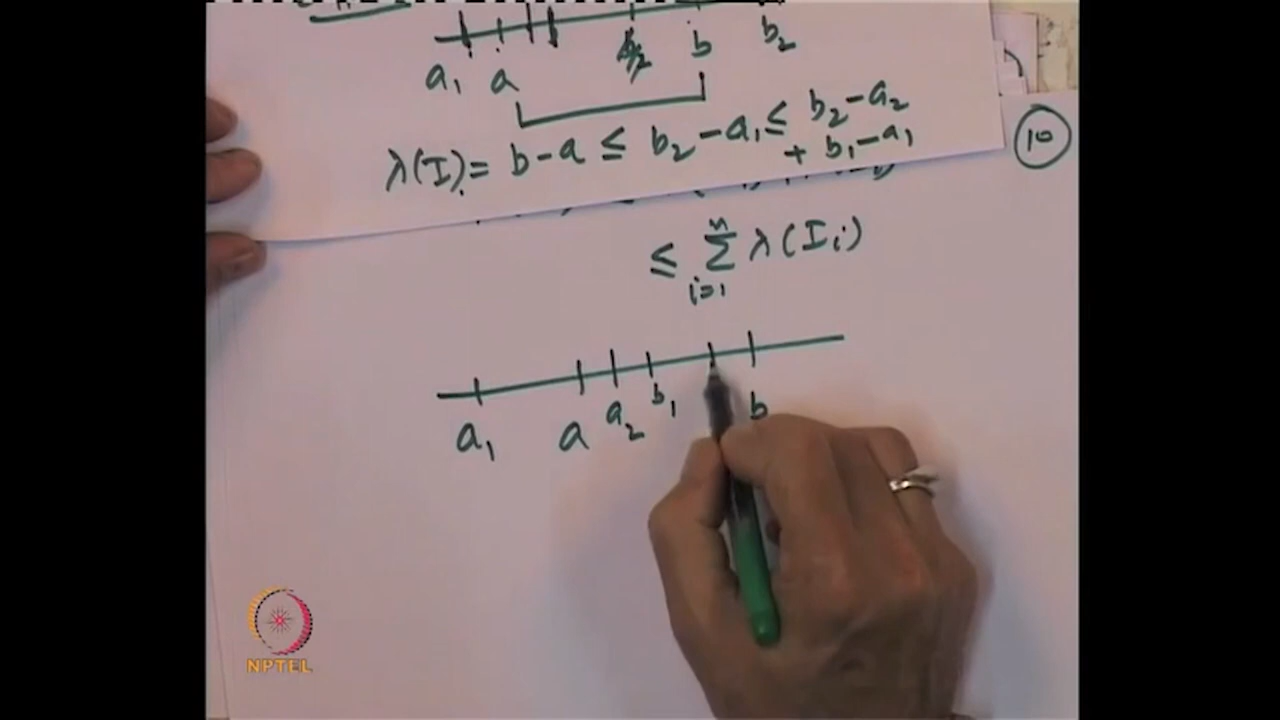 a₁ a b b₂
λ(I) = b-a ≤ b₂-a₁ ≤ b₂-a₂
+ b₁-a₁
10
≤ Σ λ(Iᵢ)
n
i=1
a₁ a a₂ b₁ b
NPTEL